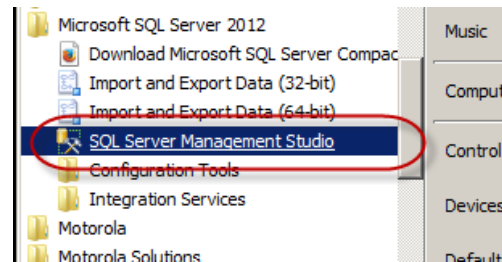 Microsoft SQL Server 2012
Download Microsoft SQL Server Compac
Import and Export Data (32-bit)
Import and Export Data (64-bit)
SQL Server Management Studio
Configuration Tools
Integration Services
Motorola
Motorola Solutions
Music
Comput
Control
Devices
Default